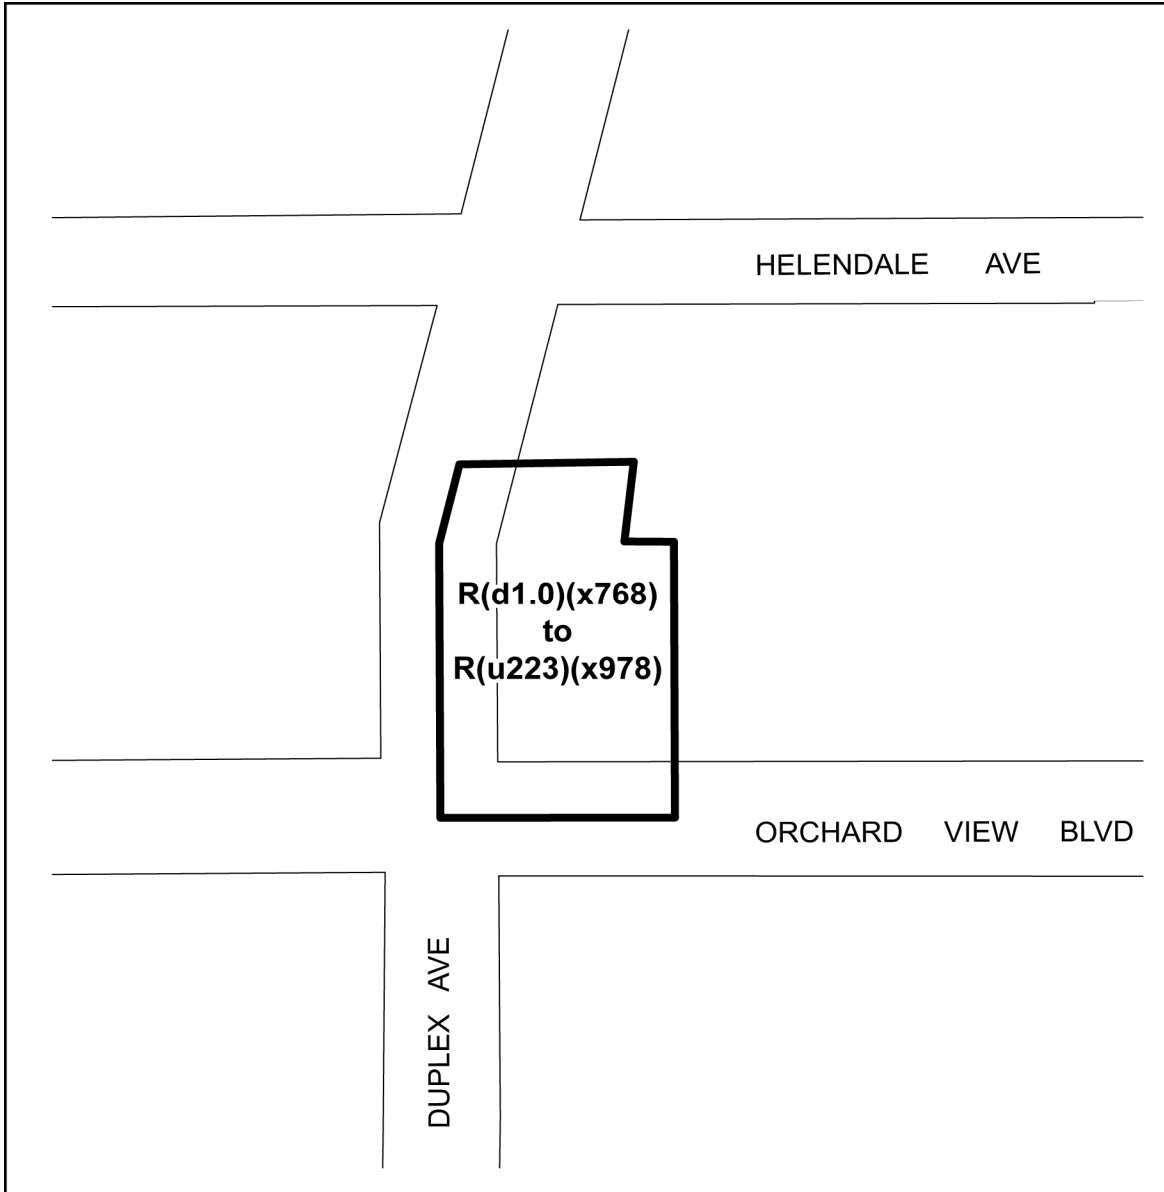 HELENDALE AVE
R(d1.0)(x768)
to
R(u223)(x978)
ORCHARD VIEW BLVD
DUPLEX AVE